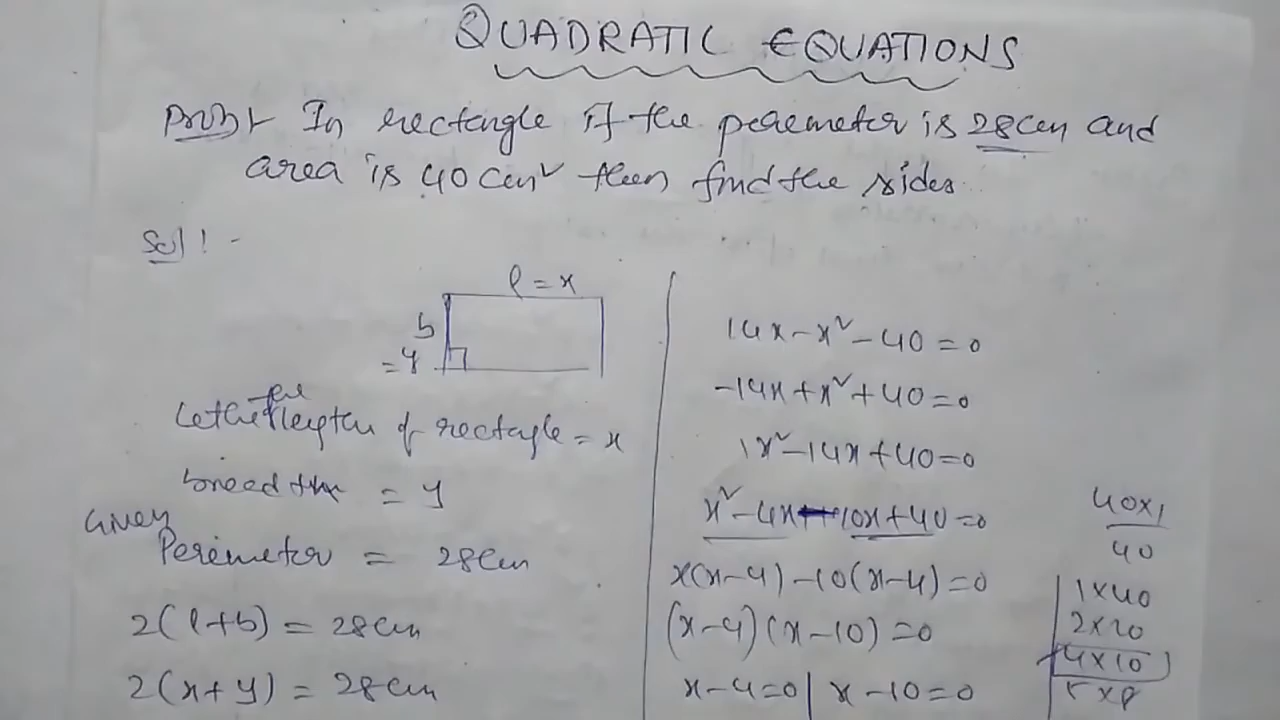 QUADRATIC EQUATIONS
Prob:- In rectangle if the peremeter is 28cm and
area is 40 cm² then find the sides
Sol! -
l = x
b
= y
Let the length of rectangle = x
breadth = y
Given
Perimeter = 28cm
2(l+b) = 28cm
2(x+y) = 28cm
14x-x²-40=0
-14x+x²+40=0
1x²-14x+40=0
x²-4x-10x+40=0
x(x-4)-10(x-4)=0
(x-4)(x-10)=0
x-4=0 | x-10=0
40x1
40
1x40
2x20
4x10
5x8